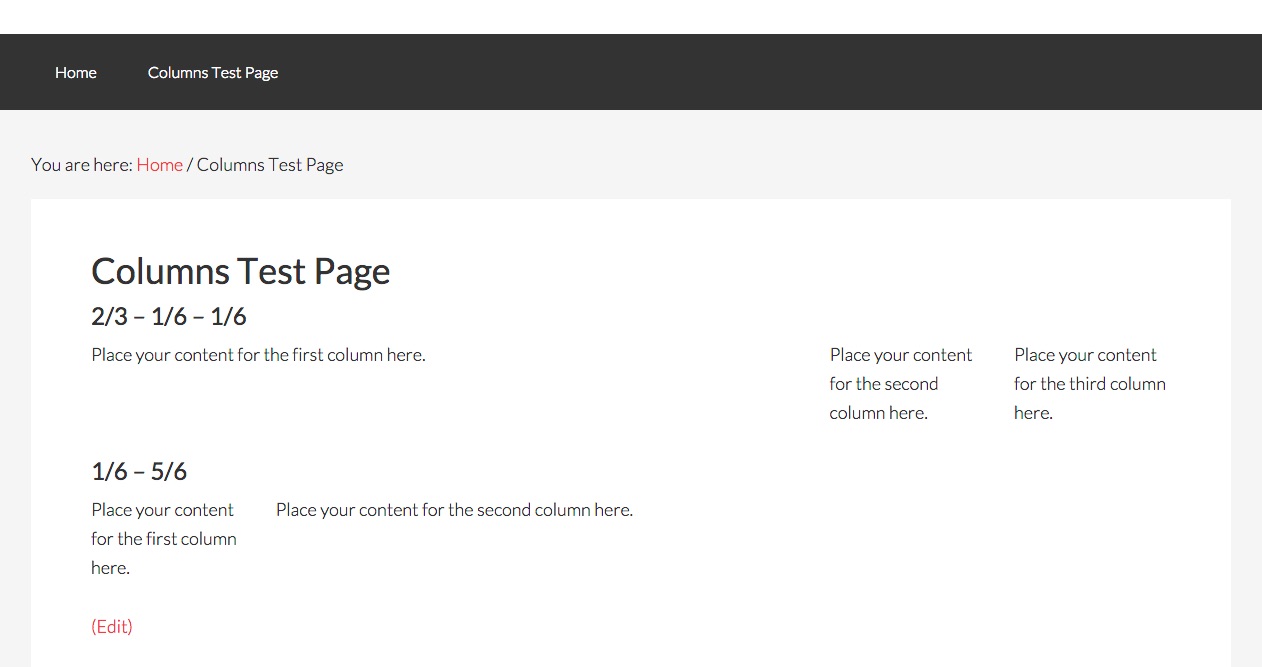 Home Columns Test Page
You are here: Home / Columns Test Page
Columns Test Page
2/3 – 1/6 – 1/6
Place your content for the first column here.
Place your content
for the second
column here.
Place your content
for the third column
here.
1/6 – 5/6
Place your content
for the first column
here.
Place your content for the second column here.
(Edit)